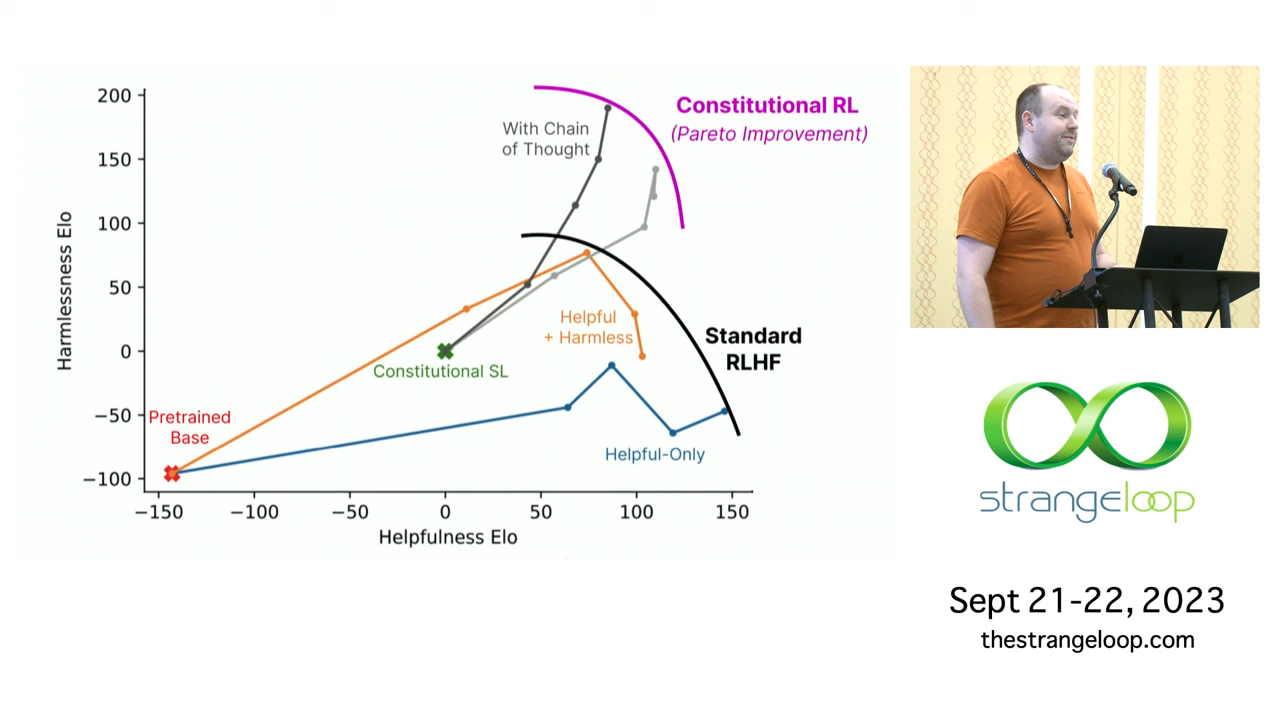 200
150
100
50
0
−50
−100
Harmlessness Elo
−150
−100
−50
0
50
100
150
Helpfulness Elo
With Chain
of Thought
Constitutional RL
(Pareto Improvement)
Helpful
+ Harmless
Standard
RLHF
Constitutional SL
Pretrained
Base
Helpful-Only
strangeloop
Sept 21-22, 2023
thestrangeloop.com